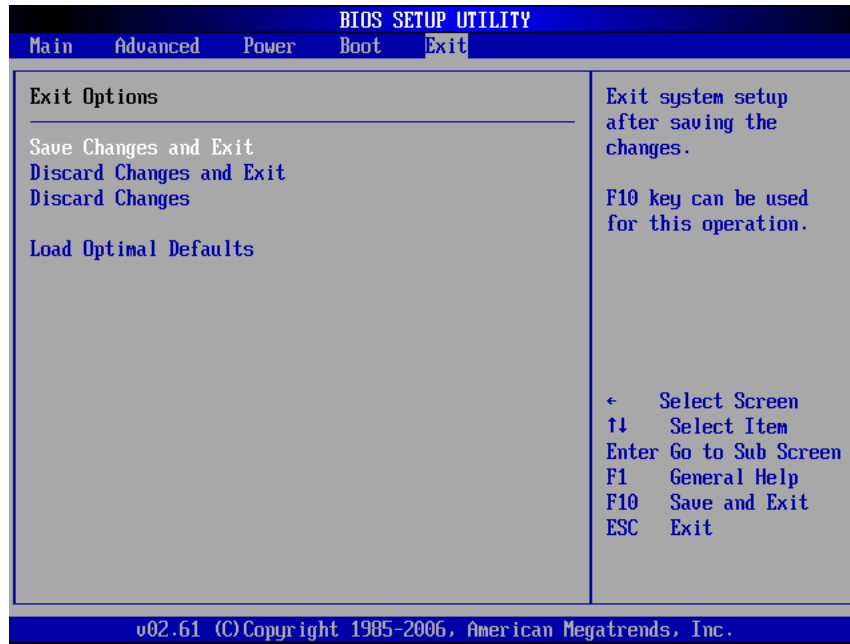 BIOS SETUP UTILITY
Main Advanced Power Boot Exit
Exit Options
Save Changes and Exit
Discard Changes and Exit
Discard Changes
Load Optimal Defaults
Exit system setup
after saving the
changes.
F10 key can be used
for this operation.
← Select Screen
↑↓ Select Item
Enter Go to Sub Screen
F1 General Help
F10 Save and Exit
ESC Exit
v02.61 (C)Copyright 1985-2006, American Megatrends, Inc.